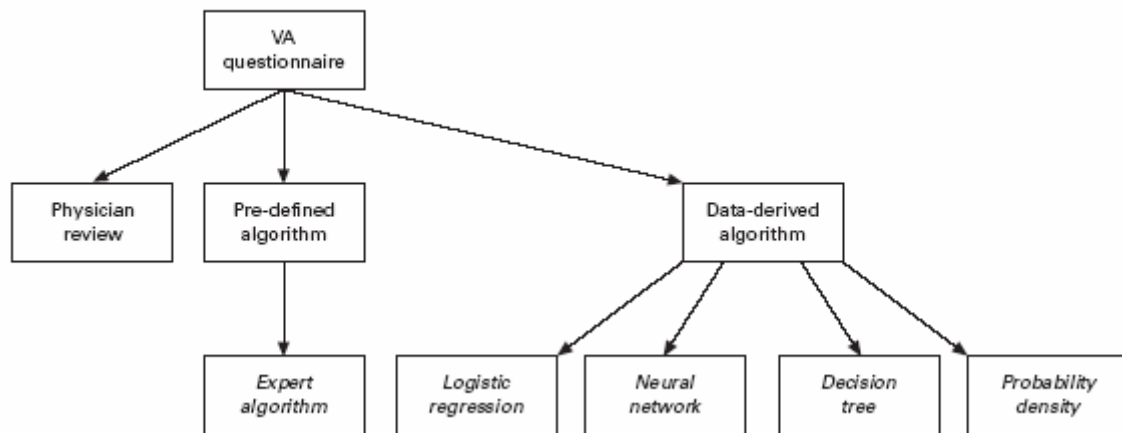 VA
questionnaire
Physician
review
Pre-defined
algorithm
Data-derived
algorithm
Expert
algorithm
Logistic
regression
Neural
network
Decision
tree
Probability
density